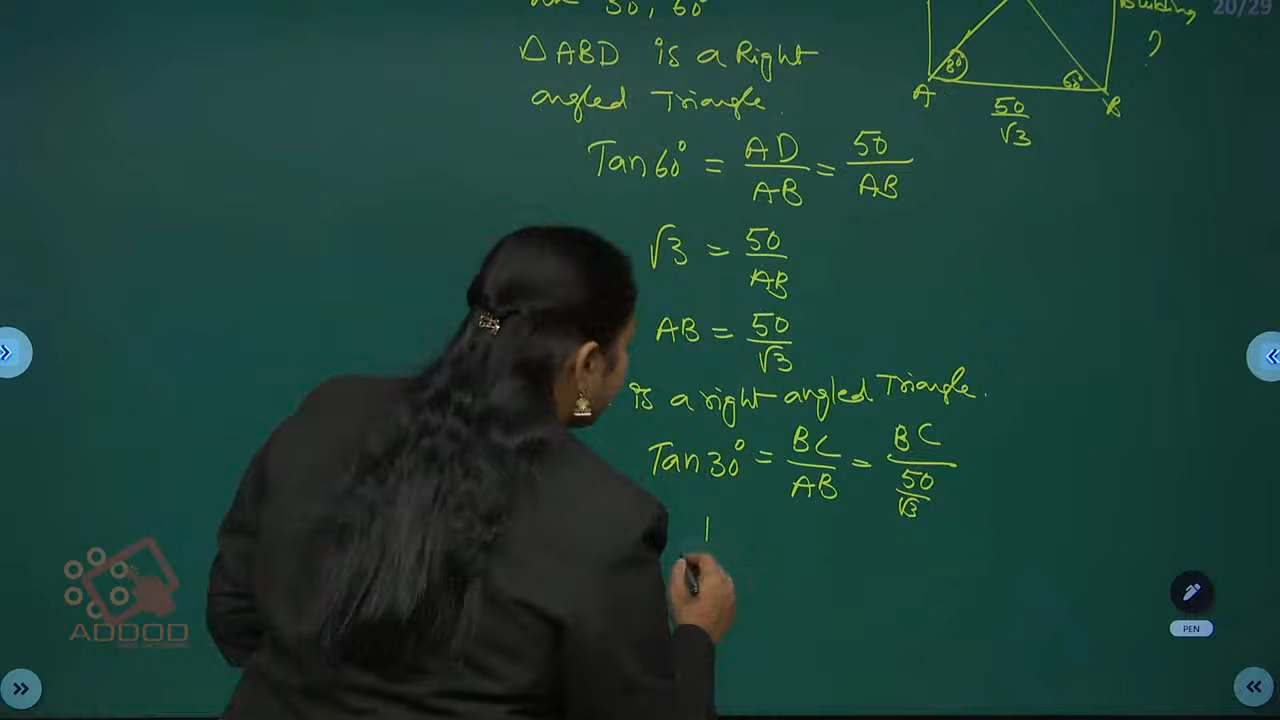 30, 60°
Building
20/29
?
∆ABD is a Right
angled Triangle.
30°
60°
A
B
50/√3
Tan 60° = AD/AB = 50/AB
√3 = 50/AB
AB = 50/√3
is a right angled Triangle.
Tan 30° = BC/AB = BC/(50/√3)
1
ADDOD
PEN